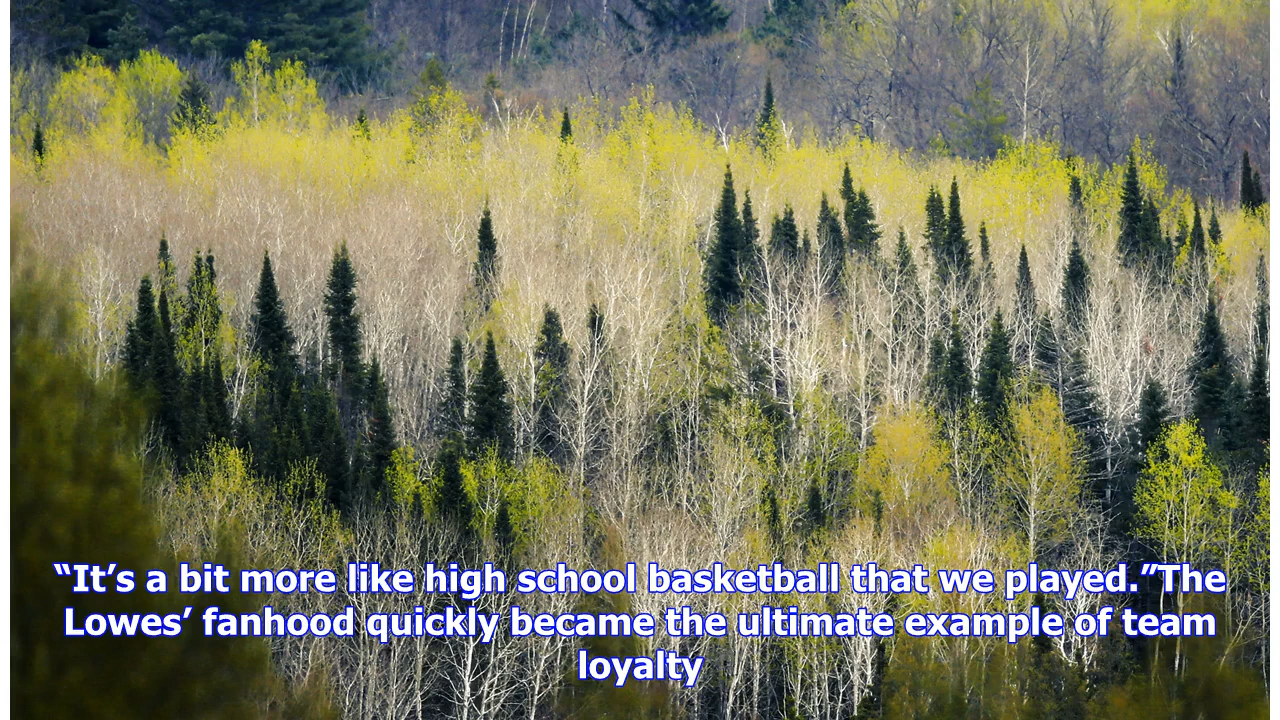 “It’s a bit more like high school basketball that we played.”The
Lowes’ fanhood quickly became the ultimate example of team
loyalty